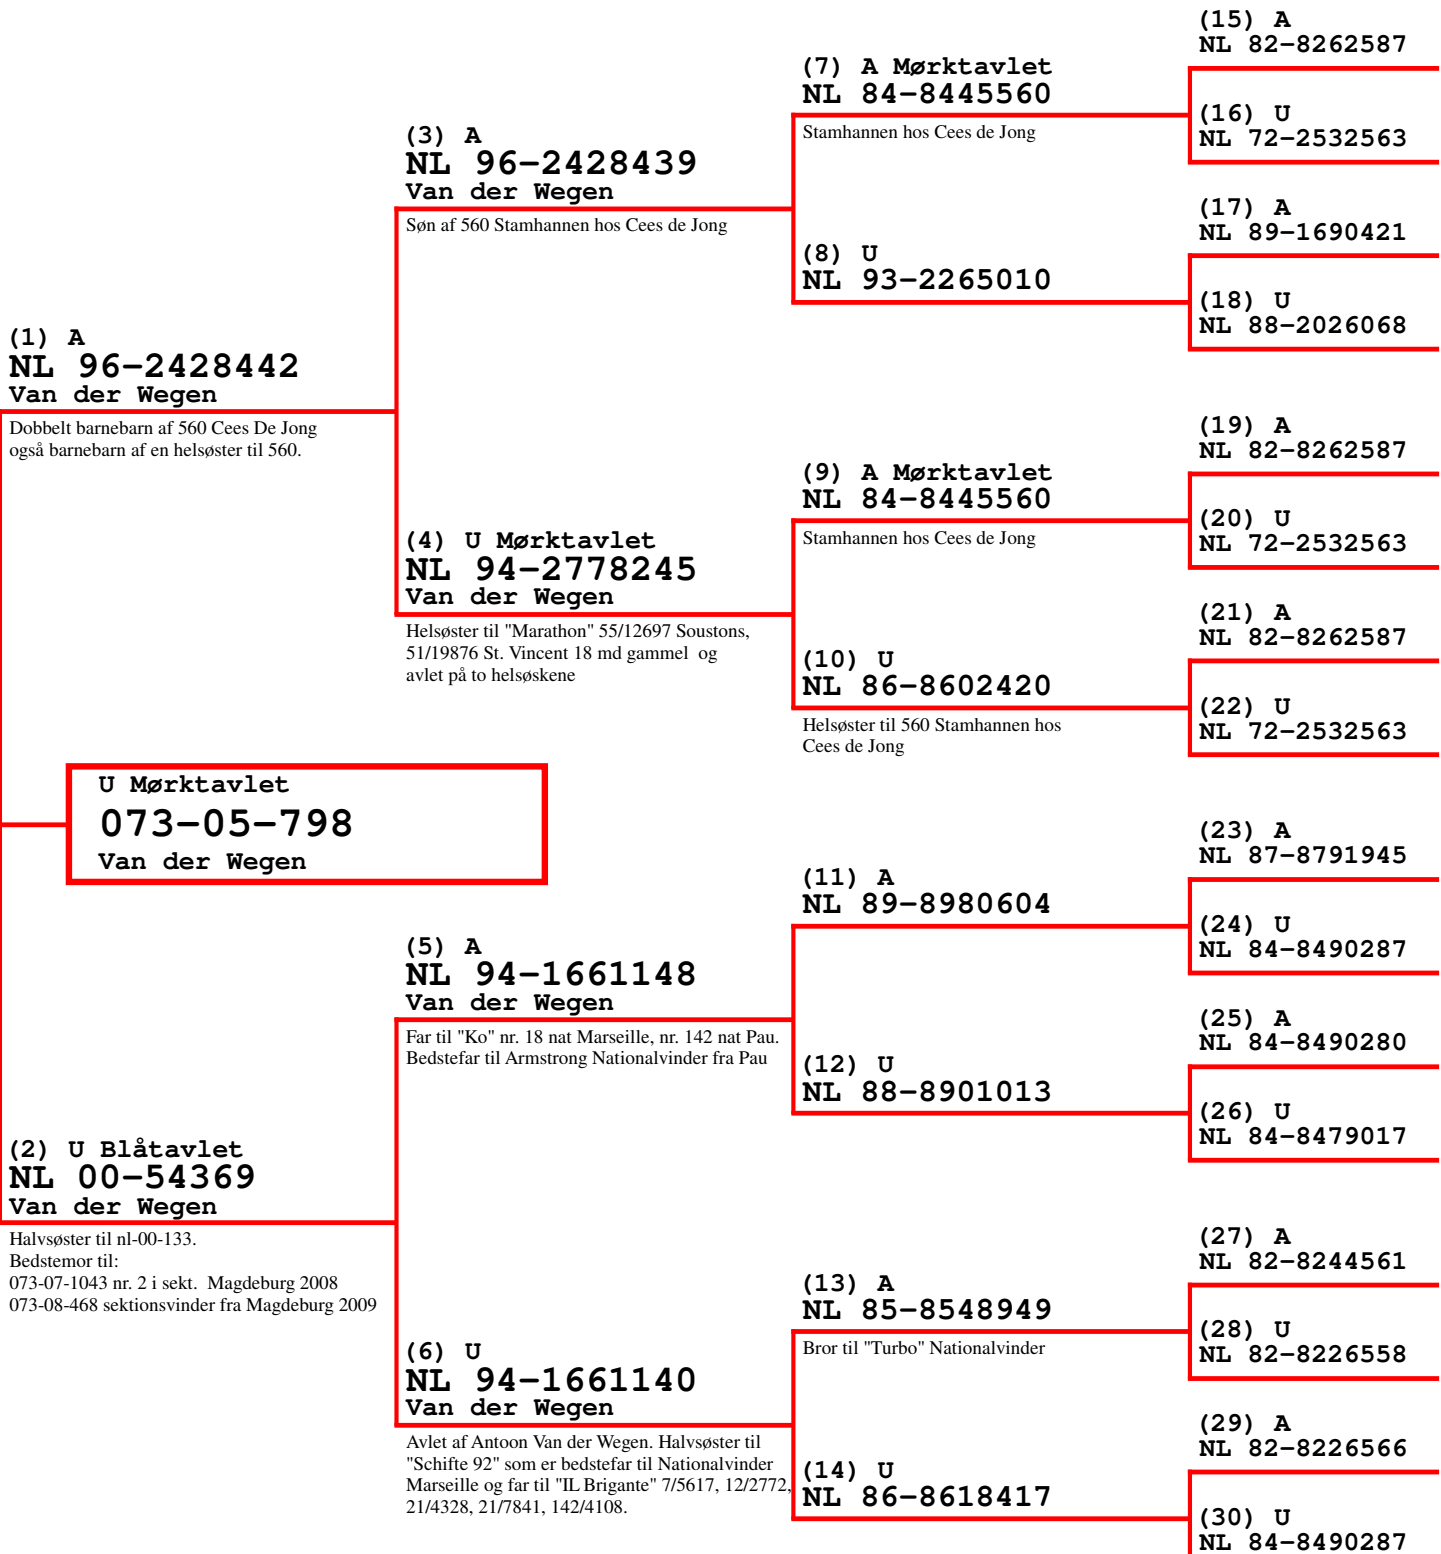 (1) A
NL 96-2428442
Van der Wegen
Dobbelt barnebarn af 560 Cees De Jong
også barnebarn af en helsøster til 560.
U Mørktavlet
073-05-798
Van der Wegen
(2) U Blåtavlet
NL 00-54369
Van der Wegen
Halvsøster til nl-00-133.
Bedstemor til:
073-07-1043 nr. 2 i sekt.  Magdeburg 2008
073-08-468 sektionsvinder fra Magdeburg 2009
(3) A
NL 96-2428439
Van der Wegen
Søn af 560 Stamhannen hos Cees de Jong
(4) U Mørktavlet
NL 94-2778245
Van der Wegen
Helsøster til "Marathon" 55/12697 Soustons,
51/19876 St. Vincent 18 md gammel  og
avlet på to helsøskene
(5) A
NL 94-1661148
Van der Wegen
Far til "Ko" nr. 18 nat Marseille, nr. 142 nat Pau.
Bedstefar til Armstrong Nationalvinder fra Pau
(6) U
NL 94-1661140
Van der Wegen
Avlet af Antoon Van der Wegen. Halvsøster til
"Schifte 92" som er bedstefar til Nationalvinder
Marseille og far til "IL Brigante" 7/5617, 12/2772,
21/4328, 21/7841, 142/4108.
(7) A Mørktavlet
NL 84-8445560
Stamhannen hos Cees de Jong
(8) U
NL 93-2265010
(9) A Mørktavlet
NL 84-8445560
Stamhannen hos Cees de Jong
(10) U
NL 86-8602420
Helsøster til 560 Stamhannen hos
Cees de Jong
(11) A
NL 89-8980604
(12) U
NL 88-8901013
(13) A
NL 85-8548949
Bror til "Turbo" Nationalvinder
(14) U
NL 86-8618417
(15) A
NL 82-8262587
(16) U
NL 72-2532563
(17) A
NL 89-1690421
(18) U
NL 88-2026068
(19) A
NL 82-8262587
(20) U
NL 72-2532563
(21) A
NL 82-8262587
(22) U
NL 72-2532563
(23) A
NL 87-8791945
(24) U
NL 84-8490287
(25) A
NL 84-8490280
(26) U
NL 84-8479017
(27) A
NL 82-8244561
(28) U
NL 82-8226558
(29) A
NL 82-8226566
(30) U
NL 84-8490287